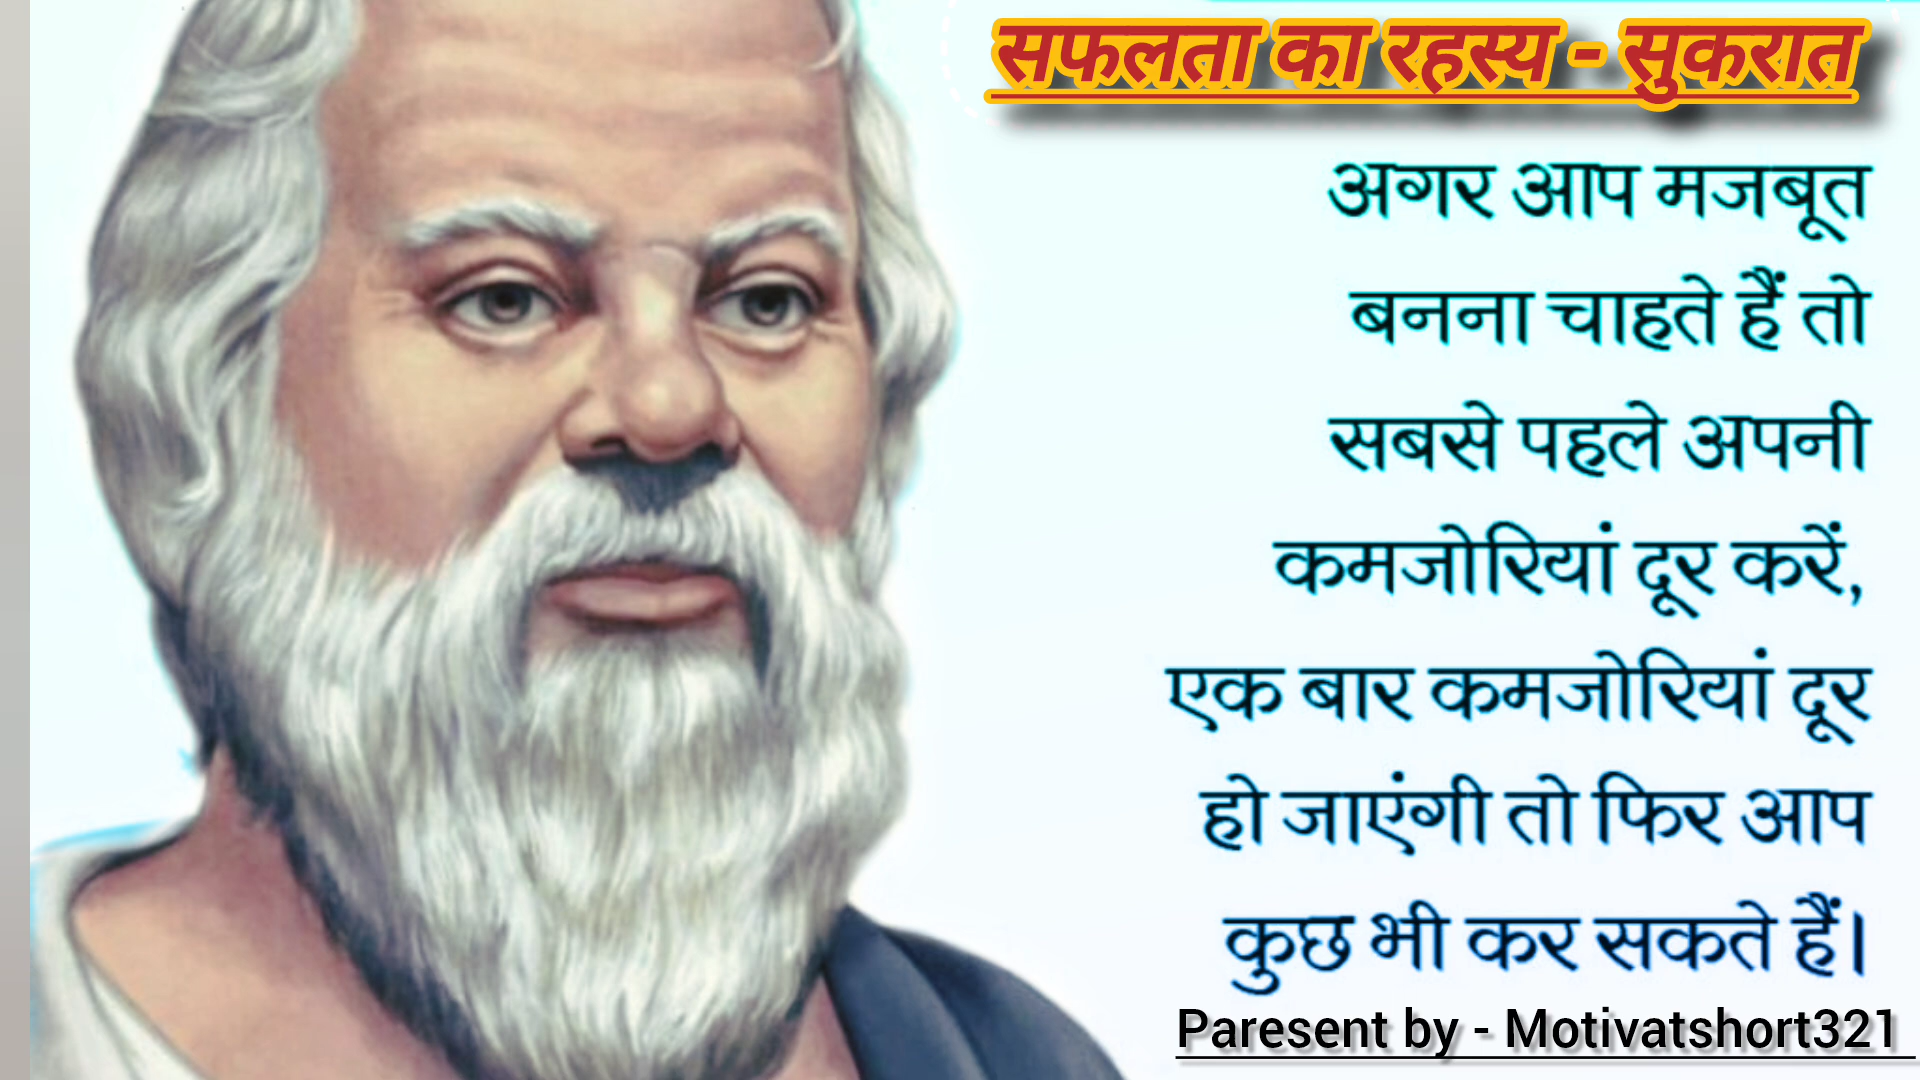 सफलता का रहस्य - सुकरात
अगर आप मजबूत
बनना चाहते हैं तो
सबसे पहले अपनी
कमजोरियां दूर करें,
एक बार कमजोरियां दूर
हो जाएंगी तो फिर आप
कुछ भी कर सकते हैं।
Paresent by - Motivatshort321